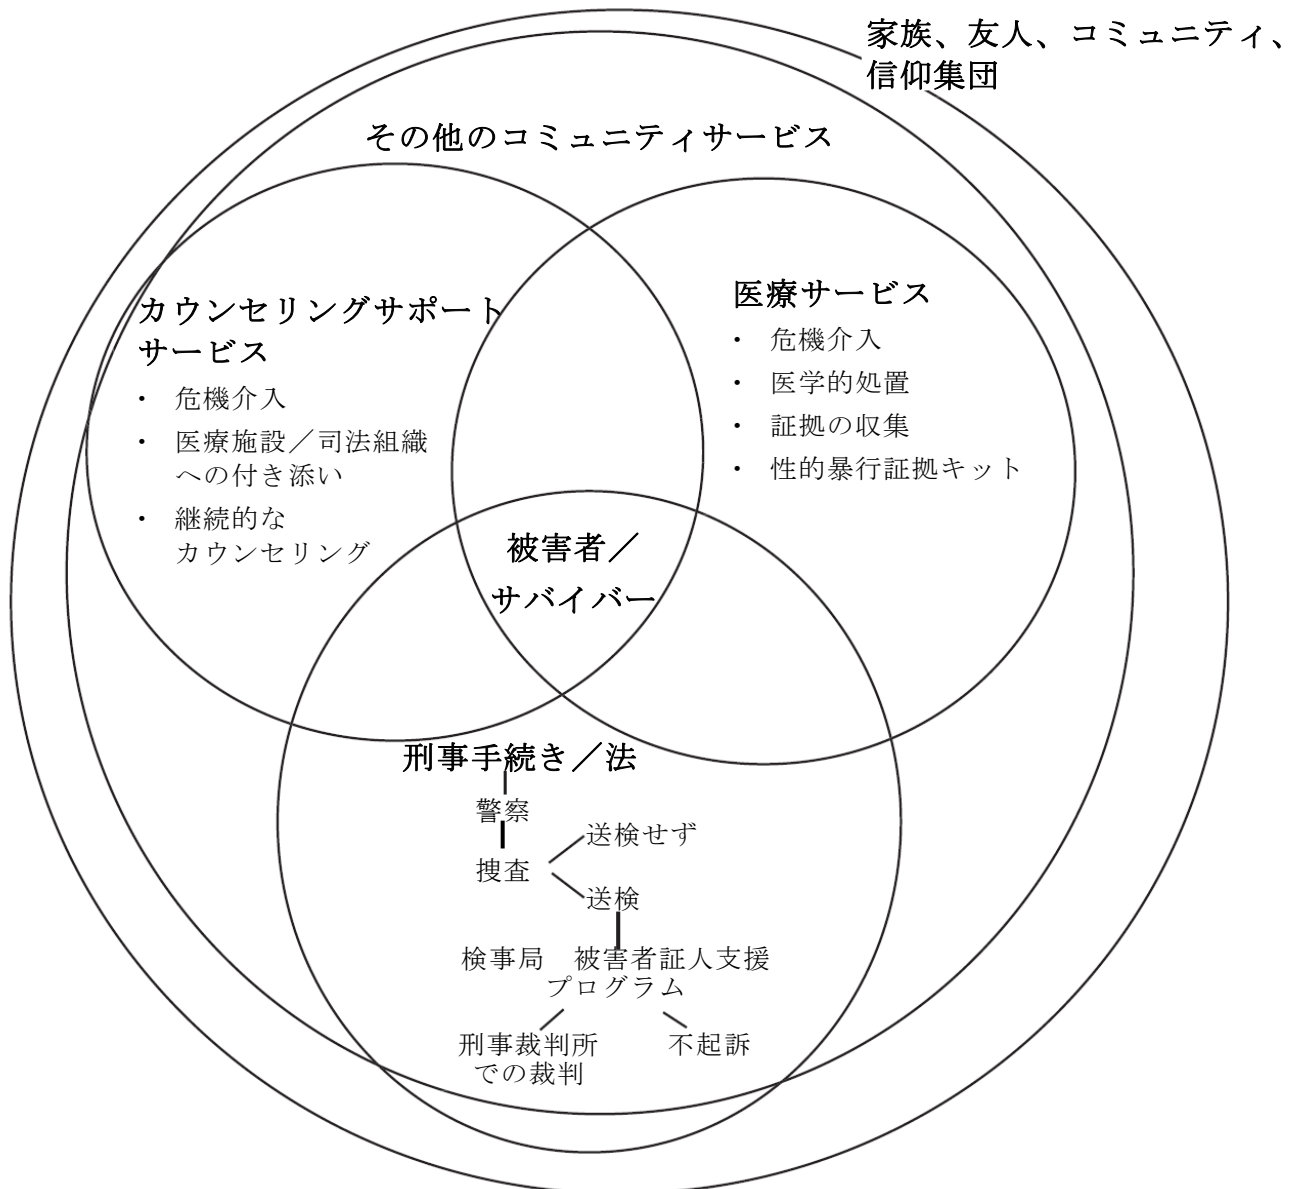 家族、友人、コミュニティ、
信仰集団
その他のコミュニティサービス
カウンセリングサポート
サービス
・ 危機介入
・ 医療施設／司法組織
への付き添い
・ 継続的な
カウンセリング
医療サービス
・ 危機介入
・ 医学的処置
・ 証拠の収集
・ 性的暴行証拠キット
被害者／
サバイバー
刑事手続き／法
警察
送検せず
捜査
送検
検事局 被害者証人支援
プログラム
刑事裁判所 不起訴
での裁判